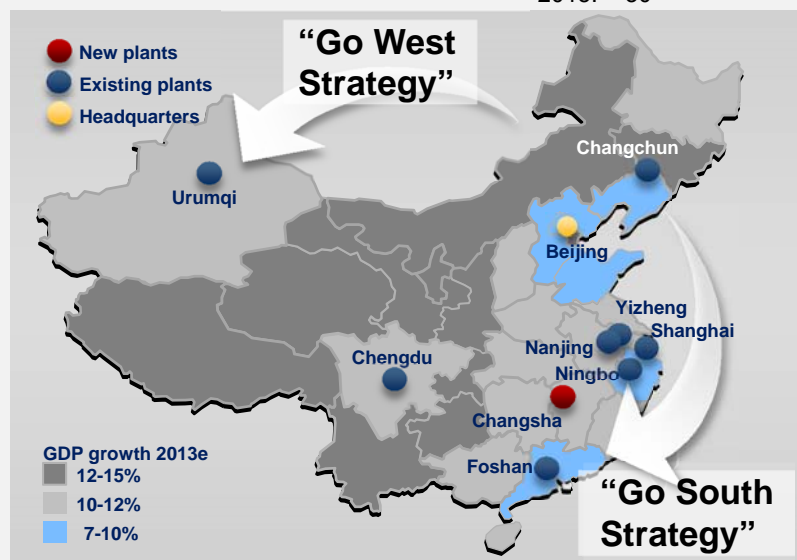 New plants
Existing plants
Headquarters
“Go West
Strategy”
Changchun
Urumqi
Beijing
Yizheng
Shanghai
Nanjing
Chengdu
Ningbo
Changsha
Foshan
GDP growth 2013e
12-15%
10-12%
7-10%
“Go South
Strategy”